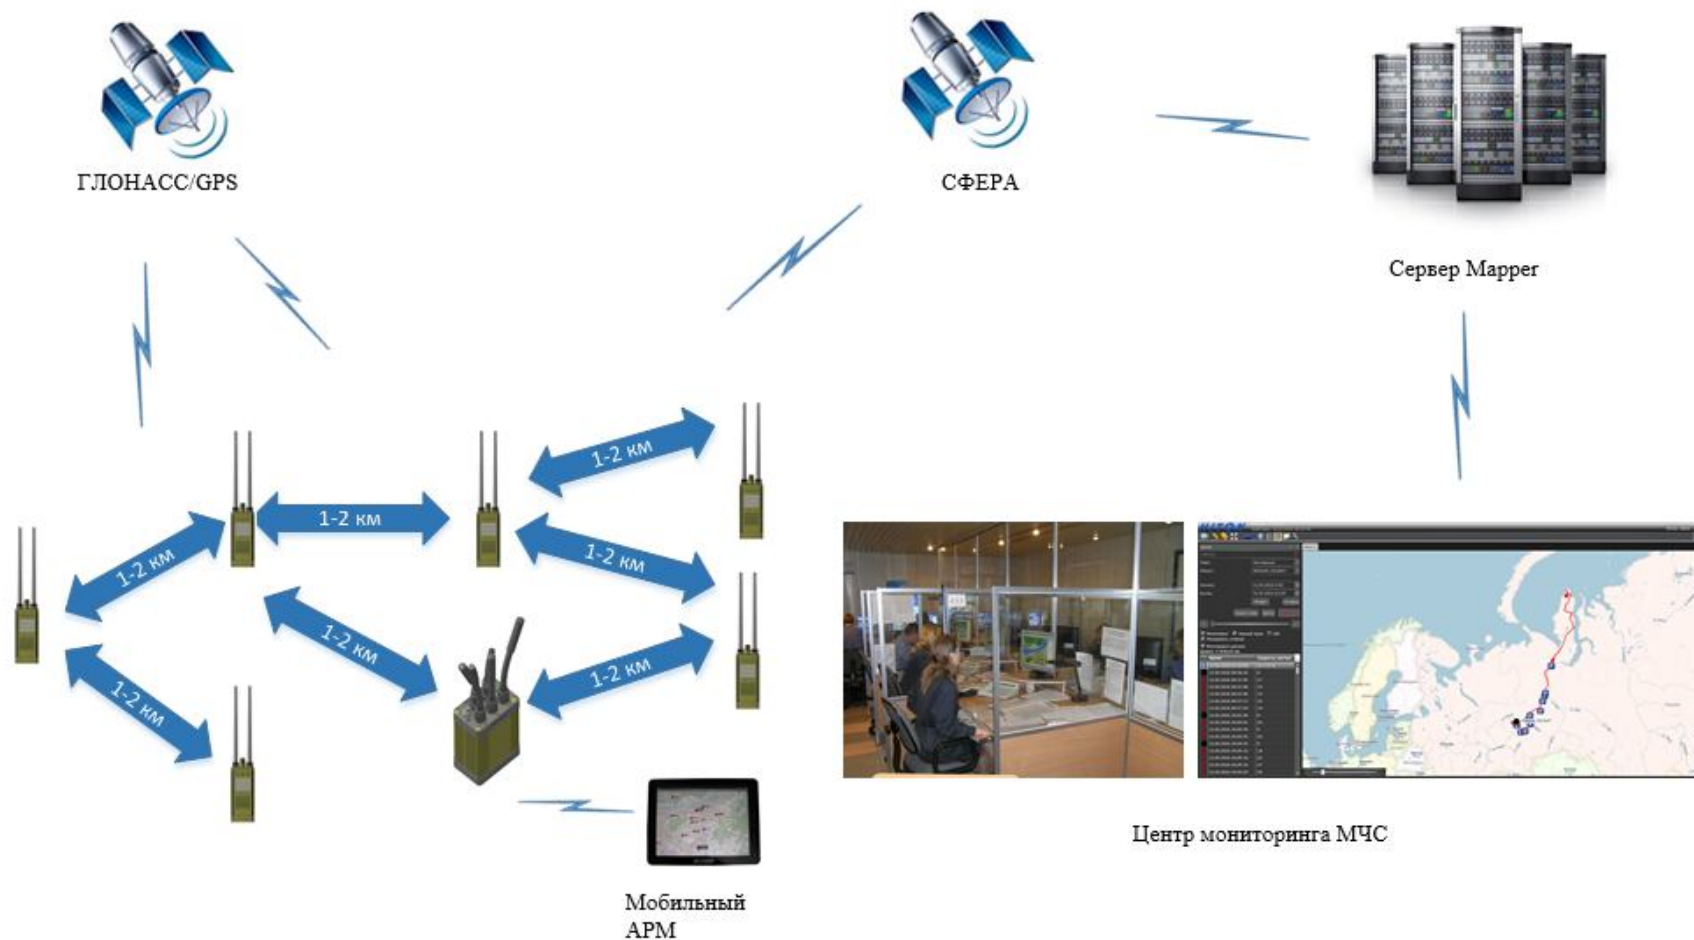 ГЛОНАСС/GPS
СФЕРА
Сервер Mapper
1-2 км
1-2 км
1-2 км
1-2 км
1-2 км
1-2 км
1-2 км
1-2 км
Мобильный
АРМ
Центр мониторинга МЧС